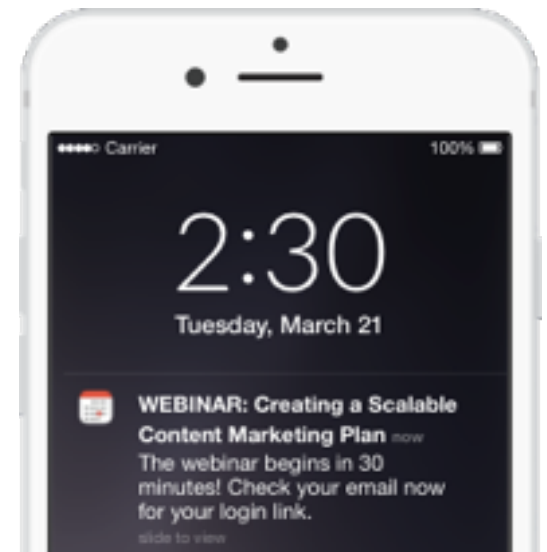 Carrier
100%
2:30
Tuesday, March 21
WEBINAR: Creating a Scalable
Content Marketing Plan now
The webinar begins in 30
minutes! Check your email now
for your login link.
slide to view